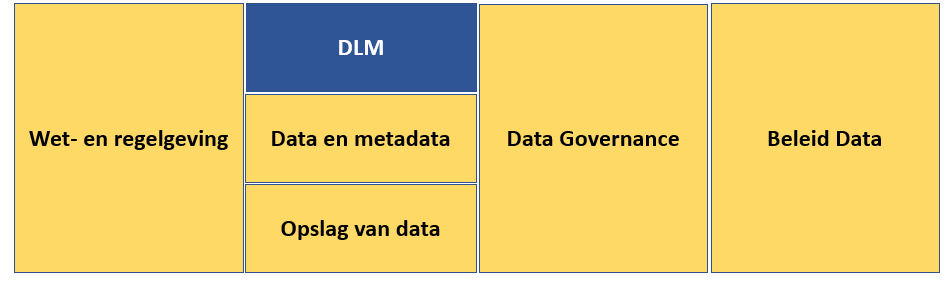 DLM
Wet- en regelgeving
Data en metadata
Data Governance
Beleid Data
Opslag van data